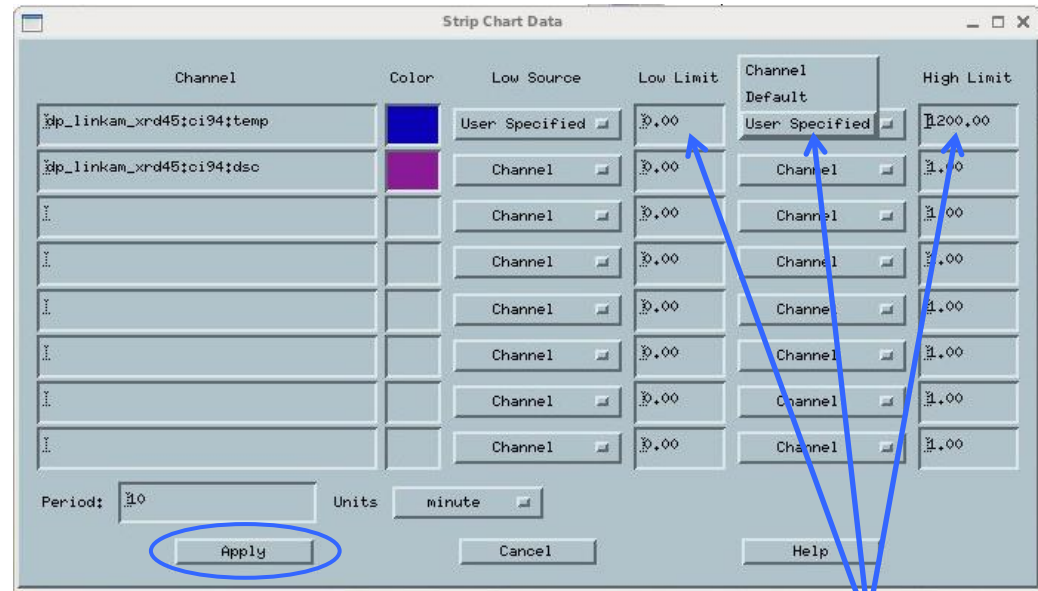 Strip Chart Data
Channel Color Low Source Low Limit Channel High Limit
Default
dp_linkam_xrd45:ci94:temp User Specified 0.00 User Specified 1200.00
dp_linkam_xrd45:ci94:dsc Channel 0.00 Channel 1.00
Channel 0.00 Channel 1.00
Channel 0.00 Channel 1.00
Channel 0.00 Channel 1.00
Channel 0.00 Channel 1.00
Channel 0.00 Channel 1.00
Channel 0.00 Channel 1.00
Period: 10 Units minute
Apply Cancel Help